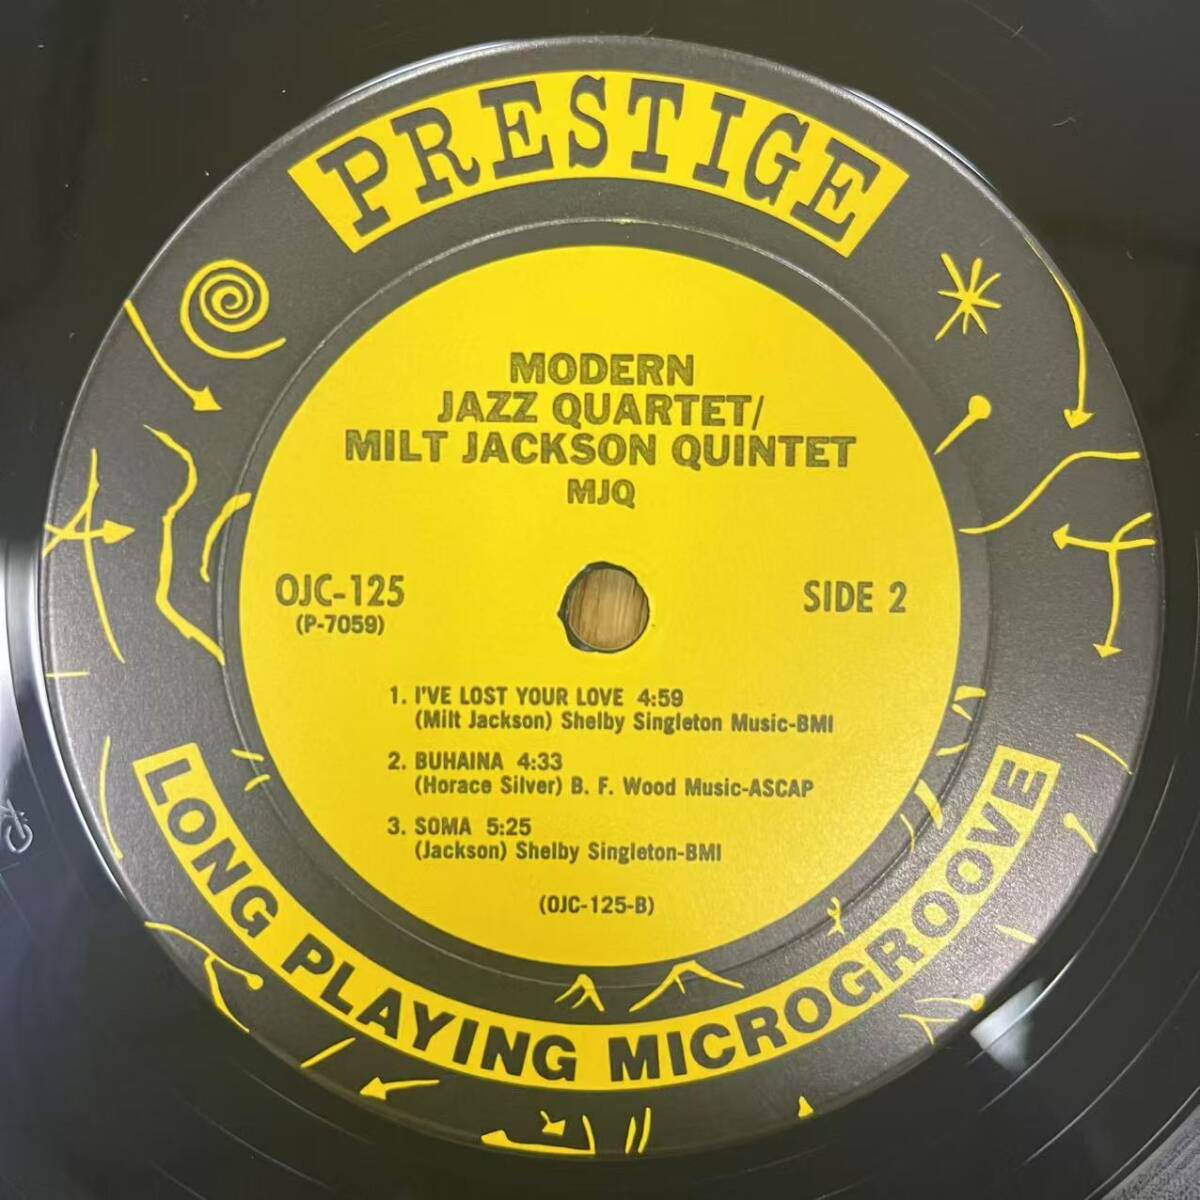 PRESTIGE
MODERN
JAZZ QUARTET/
MILT JACKSON QUINTET
MJQ
OJC-125
(P-7059)
SIDE 2
1. I'VE LOST YOUR LOVE 4:59
(Milt Jackson) Shelby Singleton Music-BMI
2. BUHAINA 4:33
(Horace Silver) B. F. Wood Music-ASCAP
3. SOMA 5:25
(Jackson) Shelby Singleton-BMI
(OJC-125-B)
LONG PLAYING MICROGROOVE